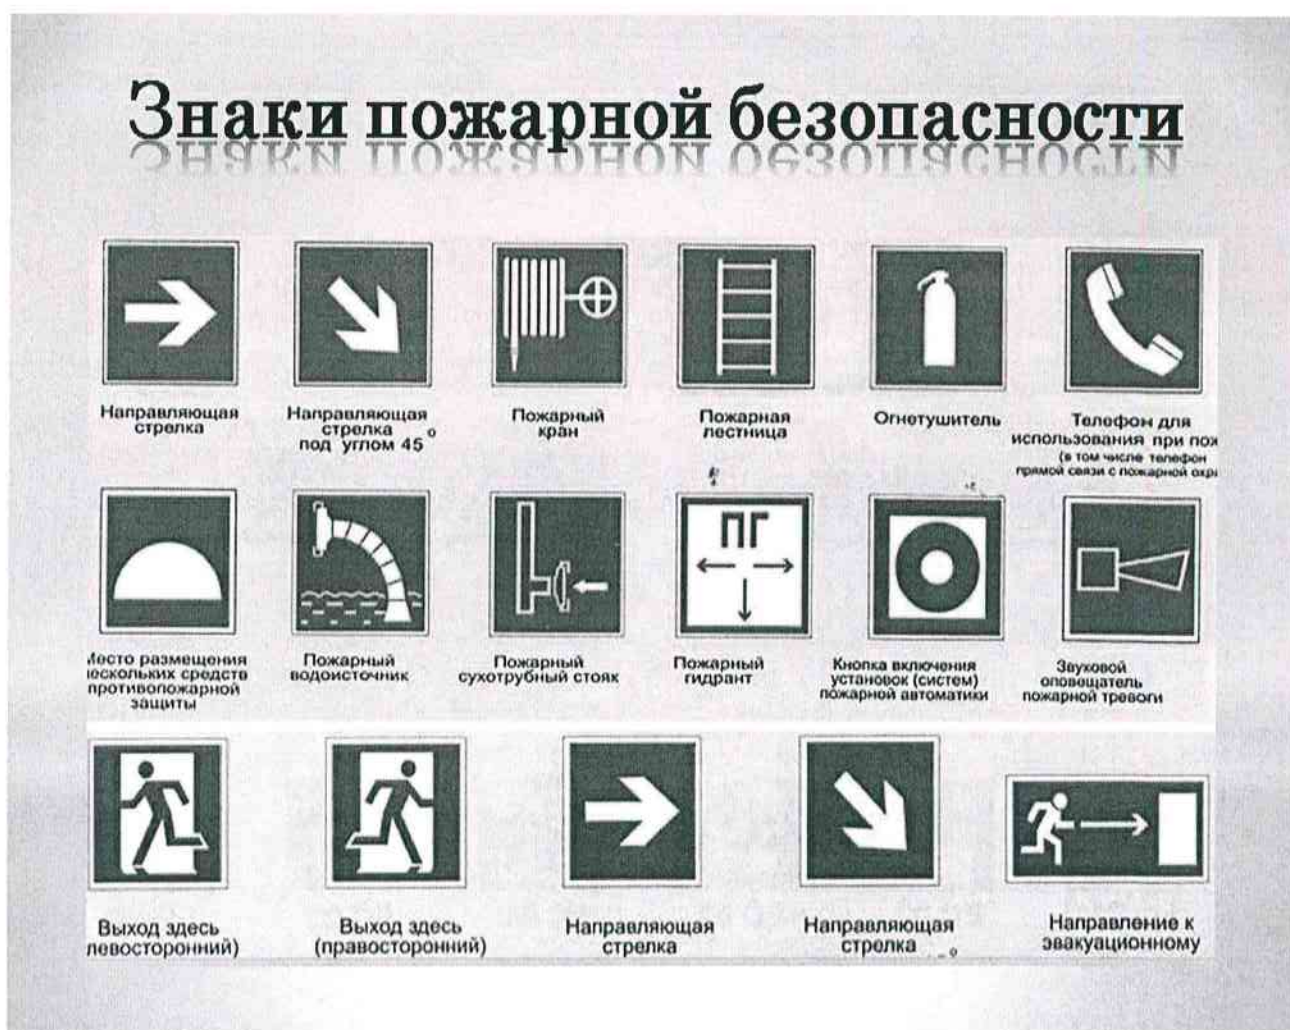 Знаки пожарной безопасности
Направляющая
стрелка
Направляющая
стрелка
под углом 45°
Пожарный
кран
Пожарная
лестница
Огнетушитель
Телефон для
использования при
(в том числе телефон
прямой связи с пожарной
Место размещения
нескольких средств
противопожарной
защиты
Пожарный
водоисточник
Пожарный
сухотрубный стояк
ПГ
Пожарный
гидрант
Кнопка включения
установок (систем)
пожарной автоматики
Звуковой
оповещатель
пожарной тревоги
Выход здесь
левосторонний)
Выход здесь
(правосторонний)
Направляющая
стрелка
Направляющая
стрелка
Направление к
эвакуационному